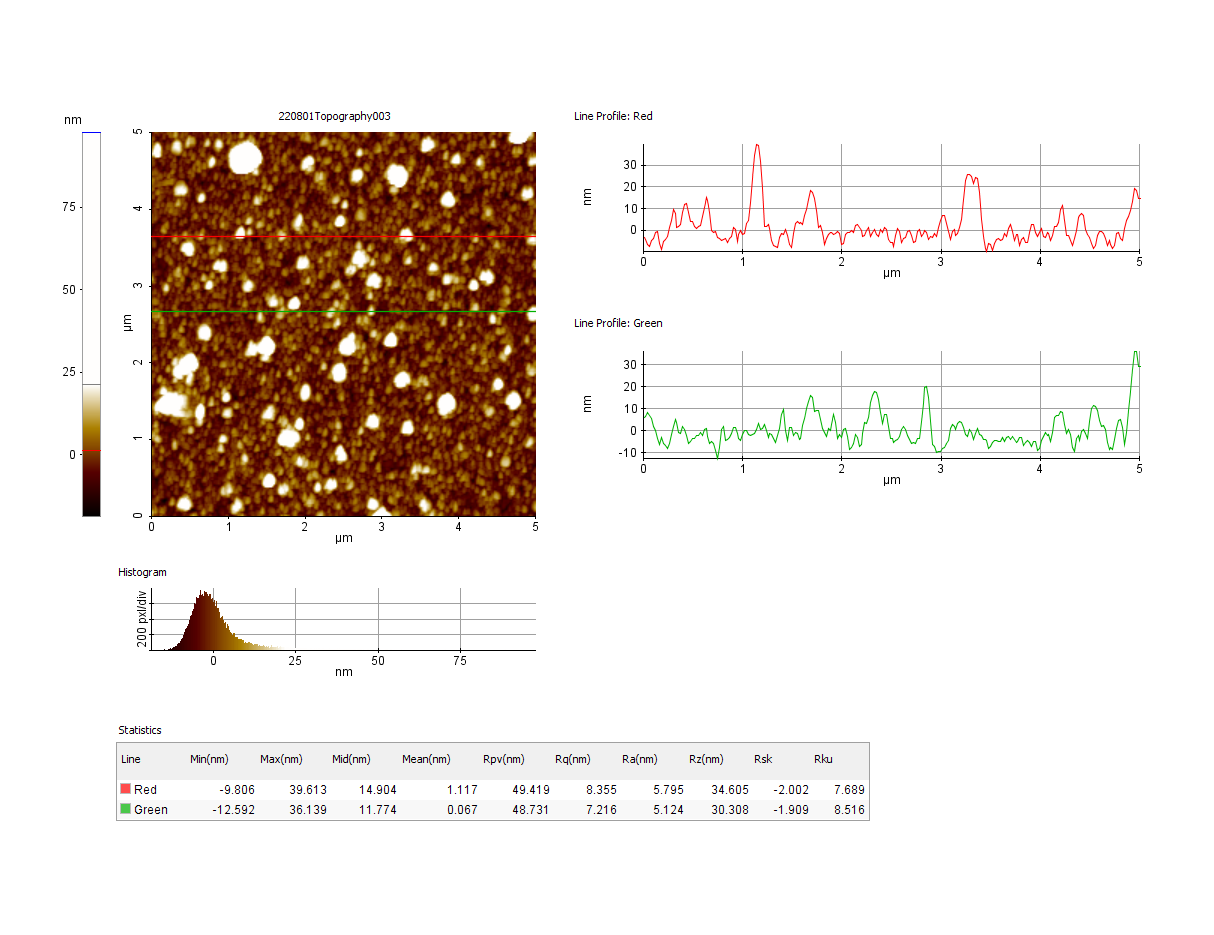 nm
75
50
25
0
220801Topography003
5
4
3
2
1
0
µm
0 1 2 3 4 5
µm
Line Profile: Red
30
20
10
0
nm
0 1 2 3 4 5
µm
Line Profile: Green
30
20
10
0
-10
nm
0 1 2 3 4 5
µm
Histogram
200 pxl/div
0 25 50 75
nm
Statistics
Line Min(nm) Max(nm) Mid(nm) Mean(nm) Rpv(nm) Rq(nm) Ra(nm) Rz(nm) Rsk Rku
Red -9.806 39.613 14.904 1.117 49.419 8.355 5.795 34.605 -2.002 7.689
Green -12.592 36.139 11.774 0.067 48.731 7.216 5.124 30.308 -1.909 8.516